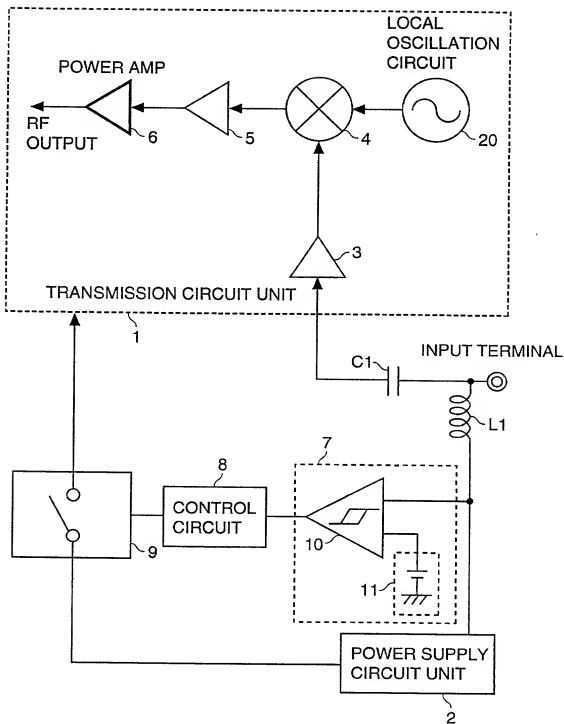 LOCAL
OSCILLATION
CIRCUIT
POWER AMP
RF
OUTPUT
6
5
4
20
3
TRANSMISSION CIRCUIT UNIT
1
C1
INPUT TERMINAL
L1
7
8
CONTROL
CIRCUIT
9
10
11
POWER SUPPLY
CIRCUIT UNIT
2